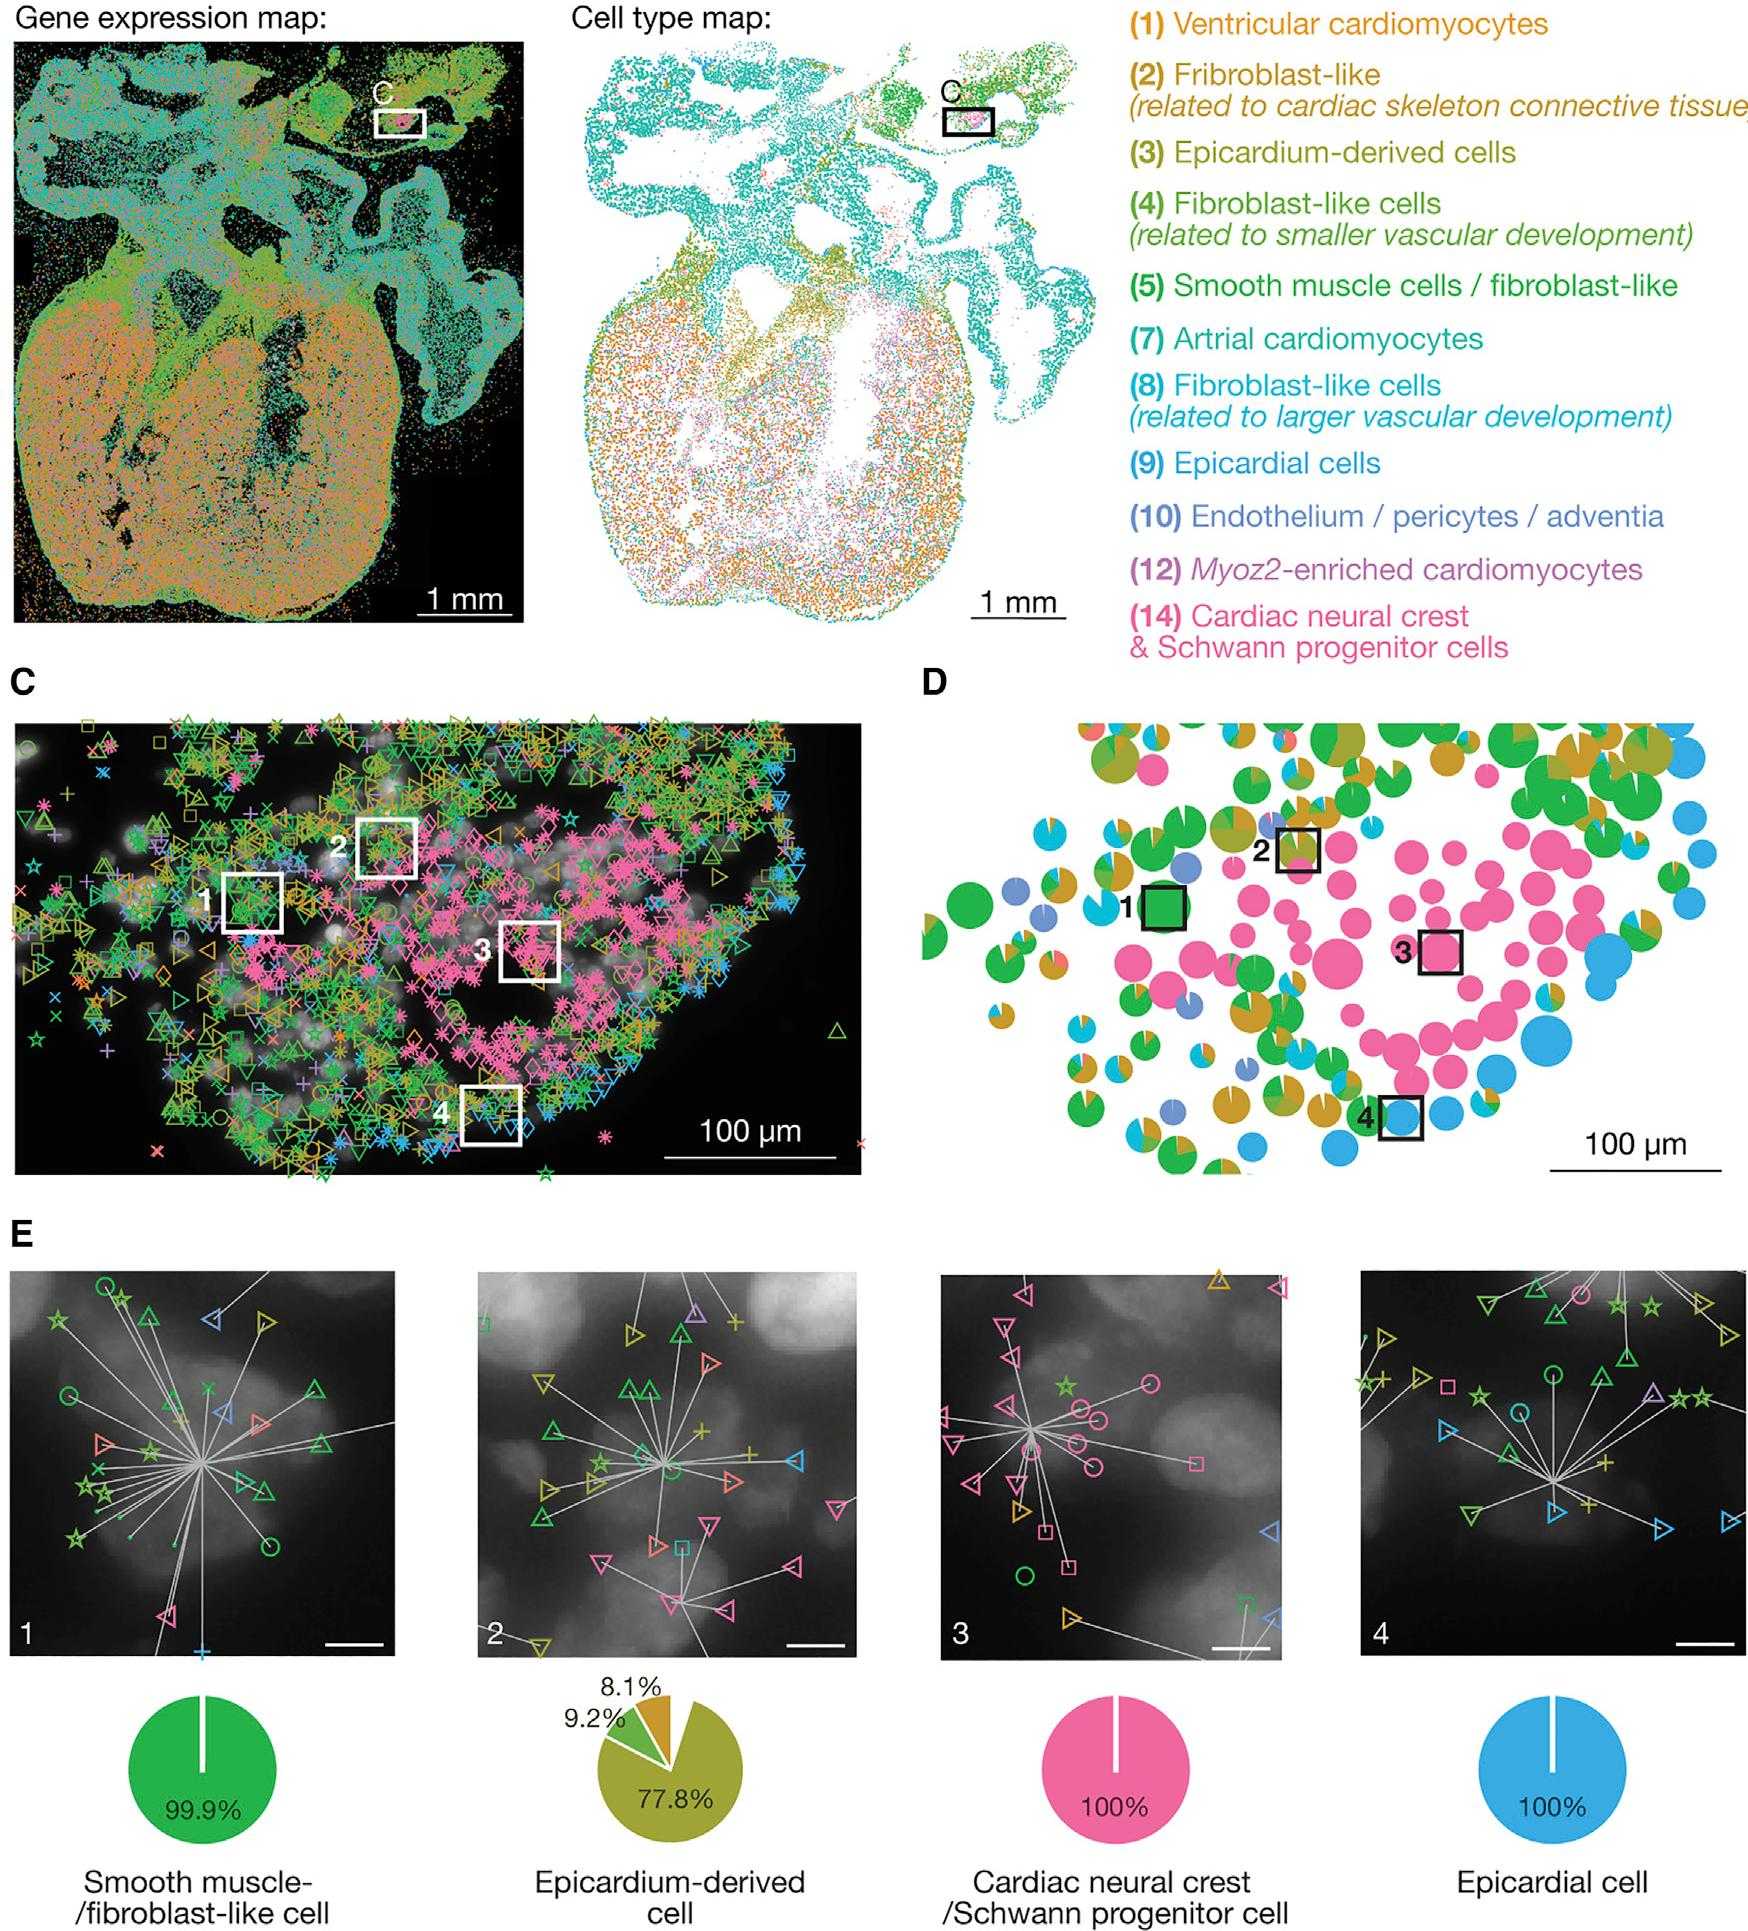 Gene expression map:
Cell type map:
C
1 mm
C
1 mm
(1) Ventricular cardiomyocytes
(2) Fribroblast-like
(related to cardiac skeleton connective tissue
(3) Epicardium-derived cells
(4) Fibroblast-like cells
(related to smaller vascular development)
(5) Smooth muscle cells / fibroblast-like
(7) Artrial cardiomyocytes
(8) Fibroblast-like cells
(related to larger vascular development)
(9) Epicardial cells
(10) Endothelium / pericytes / adventia
(12) Myoz2-enriched cardiomyocytes
(14) Cardiac neural crest
& Schwann progenitor cells
C
1
2
3
4
100 µm
D
1
2
3
4
100 µm
E
1
2
3
4
99.9%
8.1%
9.2%
77.8%
100%
100%
Smooth muscle-
/fibroblast-like cell
Epicardium-derived
cell
Cardiac neural crest
/Schwann progenitor cell
Epicardial cell